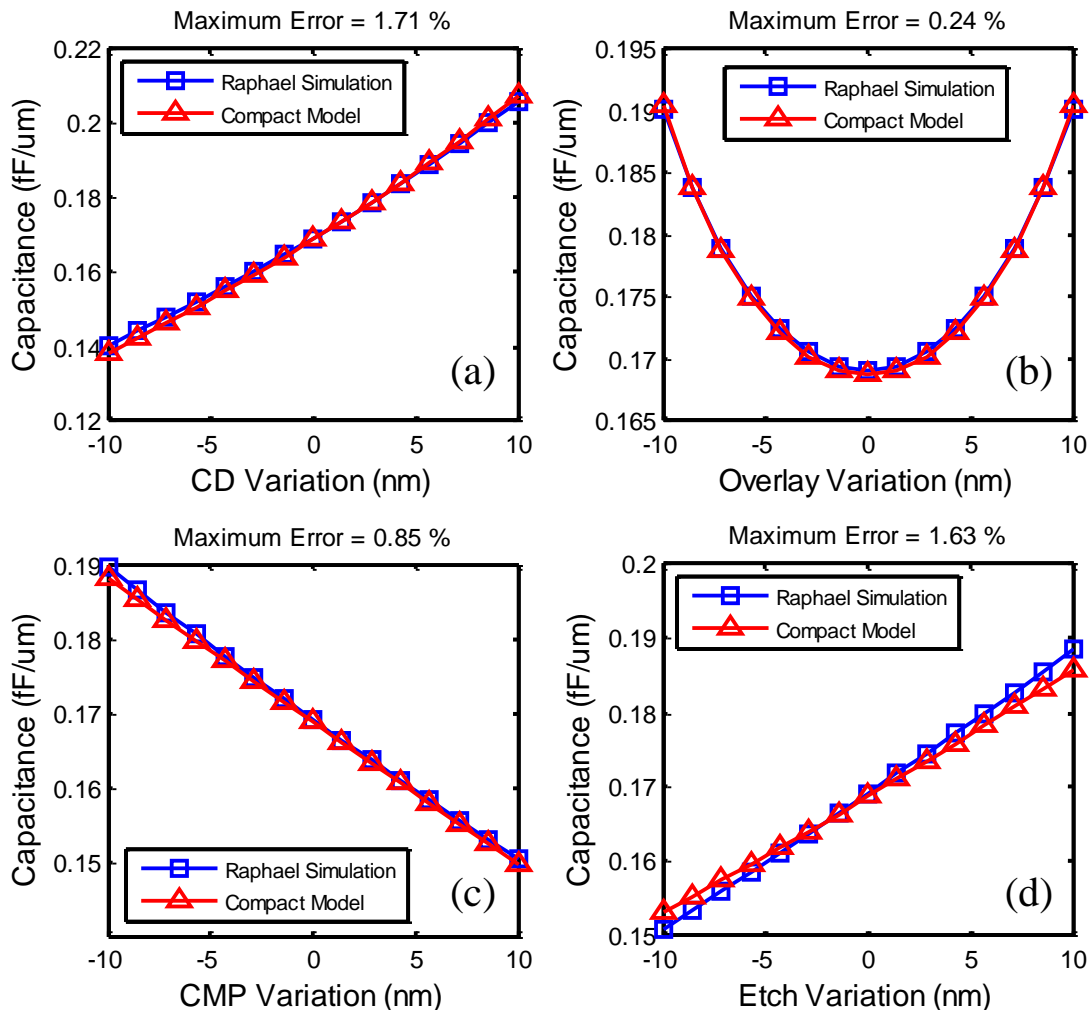 Maximum Error = 1.71 %
0.22
0.2
0.18
0.16
0.14
0.12
Capacitance (fF/um)
Raphael Simulation
Compact Model
(a)
-10 -5 0 5 10
CD Variation (nm)
Maximum Error = 0.24 %
0.195
0.19
0.185
0.18
0.175
0.17
0.165
Capacitance (fF/um)
Raphael Simulation
Compact Model
(b)
-10 -5 0 5 10
Overlay Variation (nm)
Maximum Error = 0.85 %
0.19
0.18
0.17
0.16
0.15
Capacitance (fF/um)
Raphael Simulation
Compact Model
(c)
-10 -5 0 5 10
CMP Variation (nm)
Maximum Error = 1.63 %
0.2
0.19
0.18
0.17
0.16
0.15
Capacitance (fF/um)
Raphael Simulation
Compact Model
(d)
-10 -5 0 5 10
Etch Variation (nm)